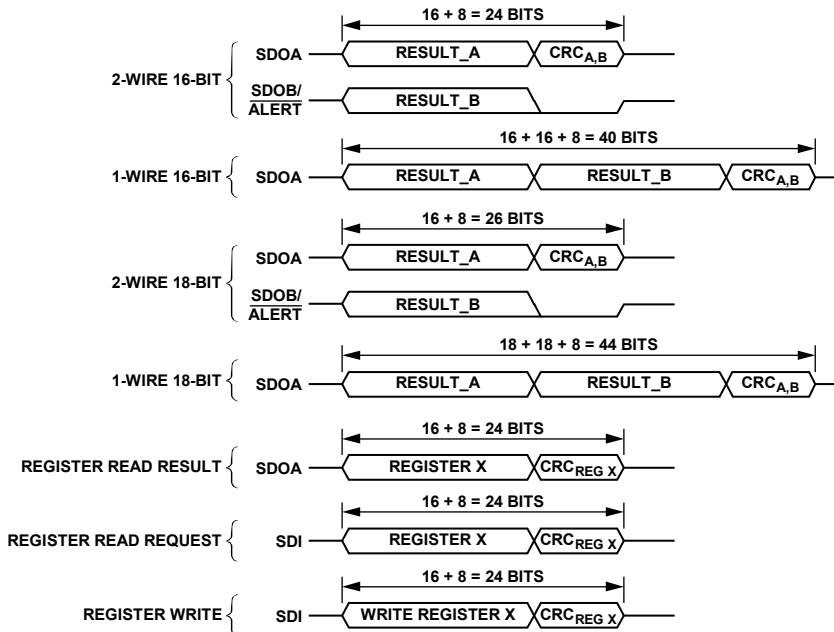 16 + 8 = 24 BITS
2-WIRE 16-BIT
SDOA
RESULT_A
CRCA,B
SDOB/
ALERT
RESULT_B
16 + 16 + 8 = 40 BITS
1-WIRE 16-BIT
SDOA
RESULT_A
RESULT_B
CRCA,B
16 + 8 = 26 BITS
2-WIRE 18-BIT
SDOA
RESULT_A
CRCA,B
SDOB/
ALERT
RESULT_B
18 + 18 + 8 = 44 BITS
1-WIRE 18-BIT
SDOA
RESULT_A
RESULT_B
CRCA,B
16 + 8 = 24 BITS
REGISTER READ RESULT
SDOA
REGISTER X
CRCREG X
16 + 8 = 24 BITS
REGISTER READ REQUEST
SDI
REGISTER X
CRCREG X
16 + 8 = 24 BITS
REGISTER WRITE
SDI
WRITE REGISTER X
CRCREG X